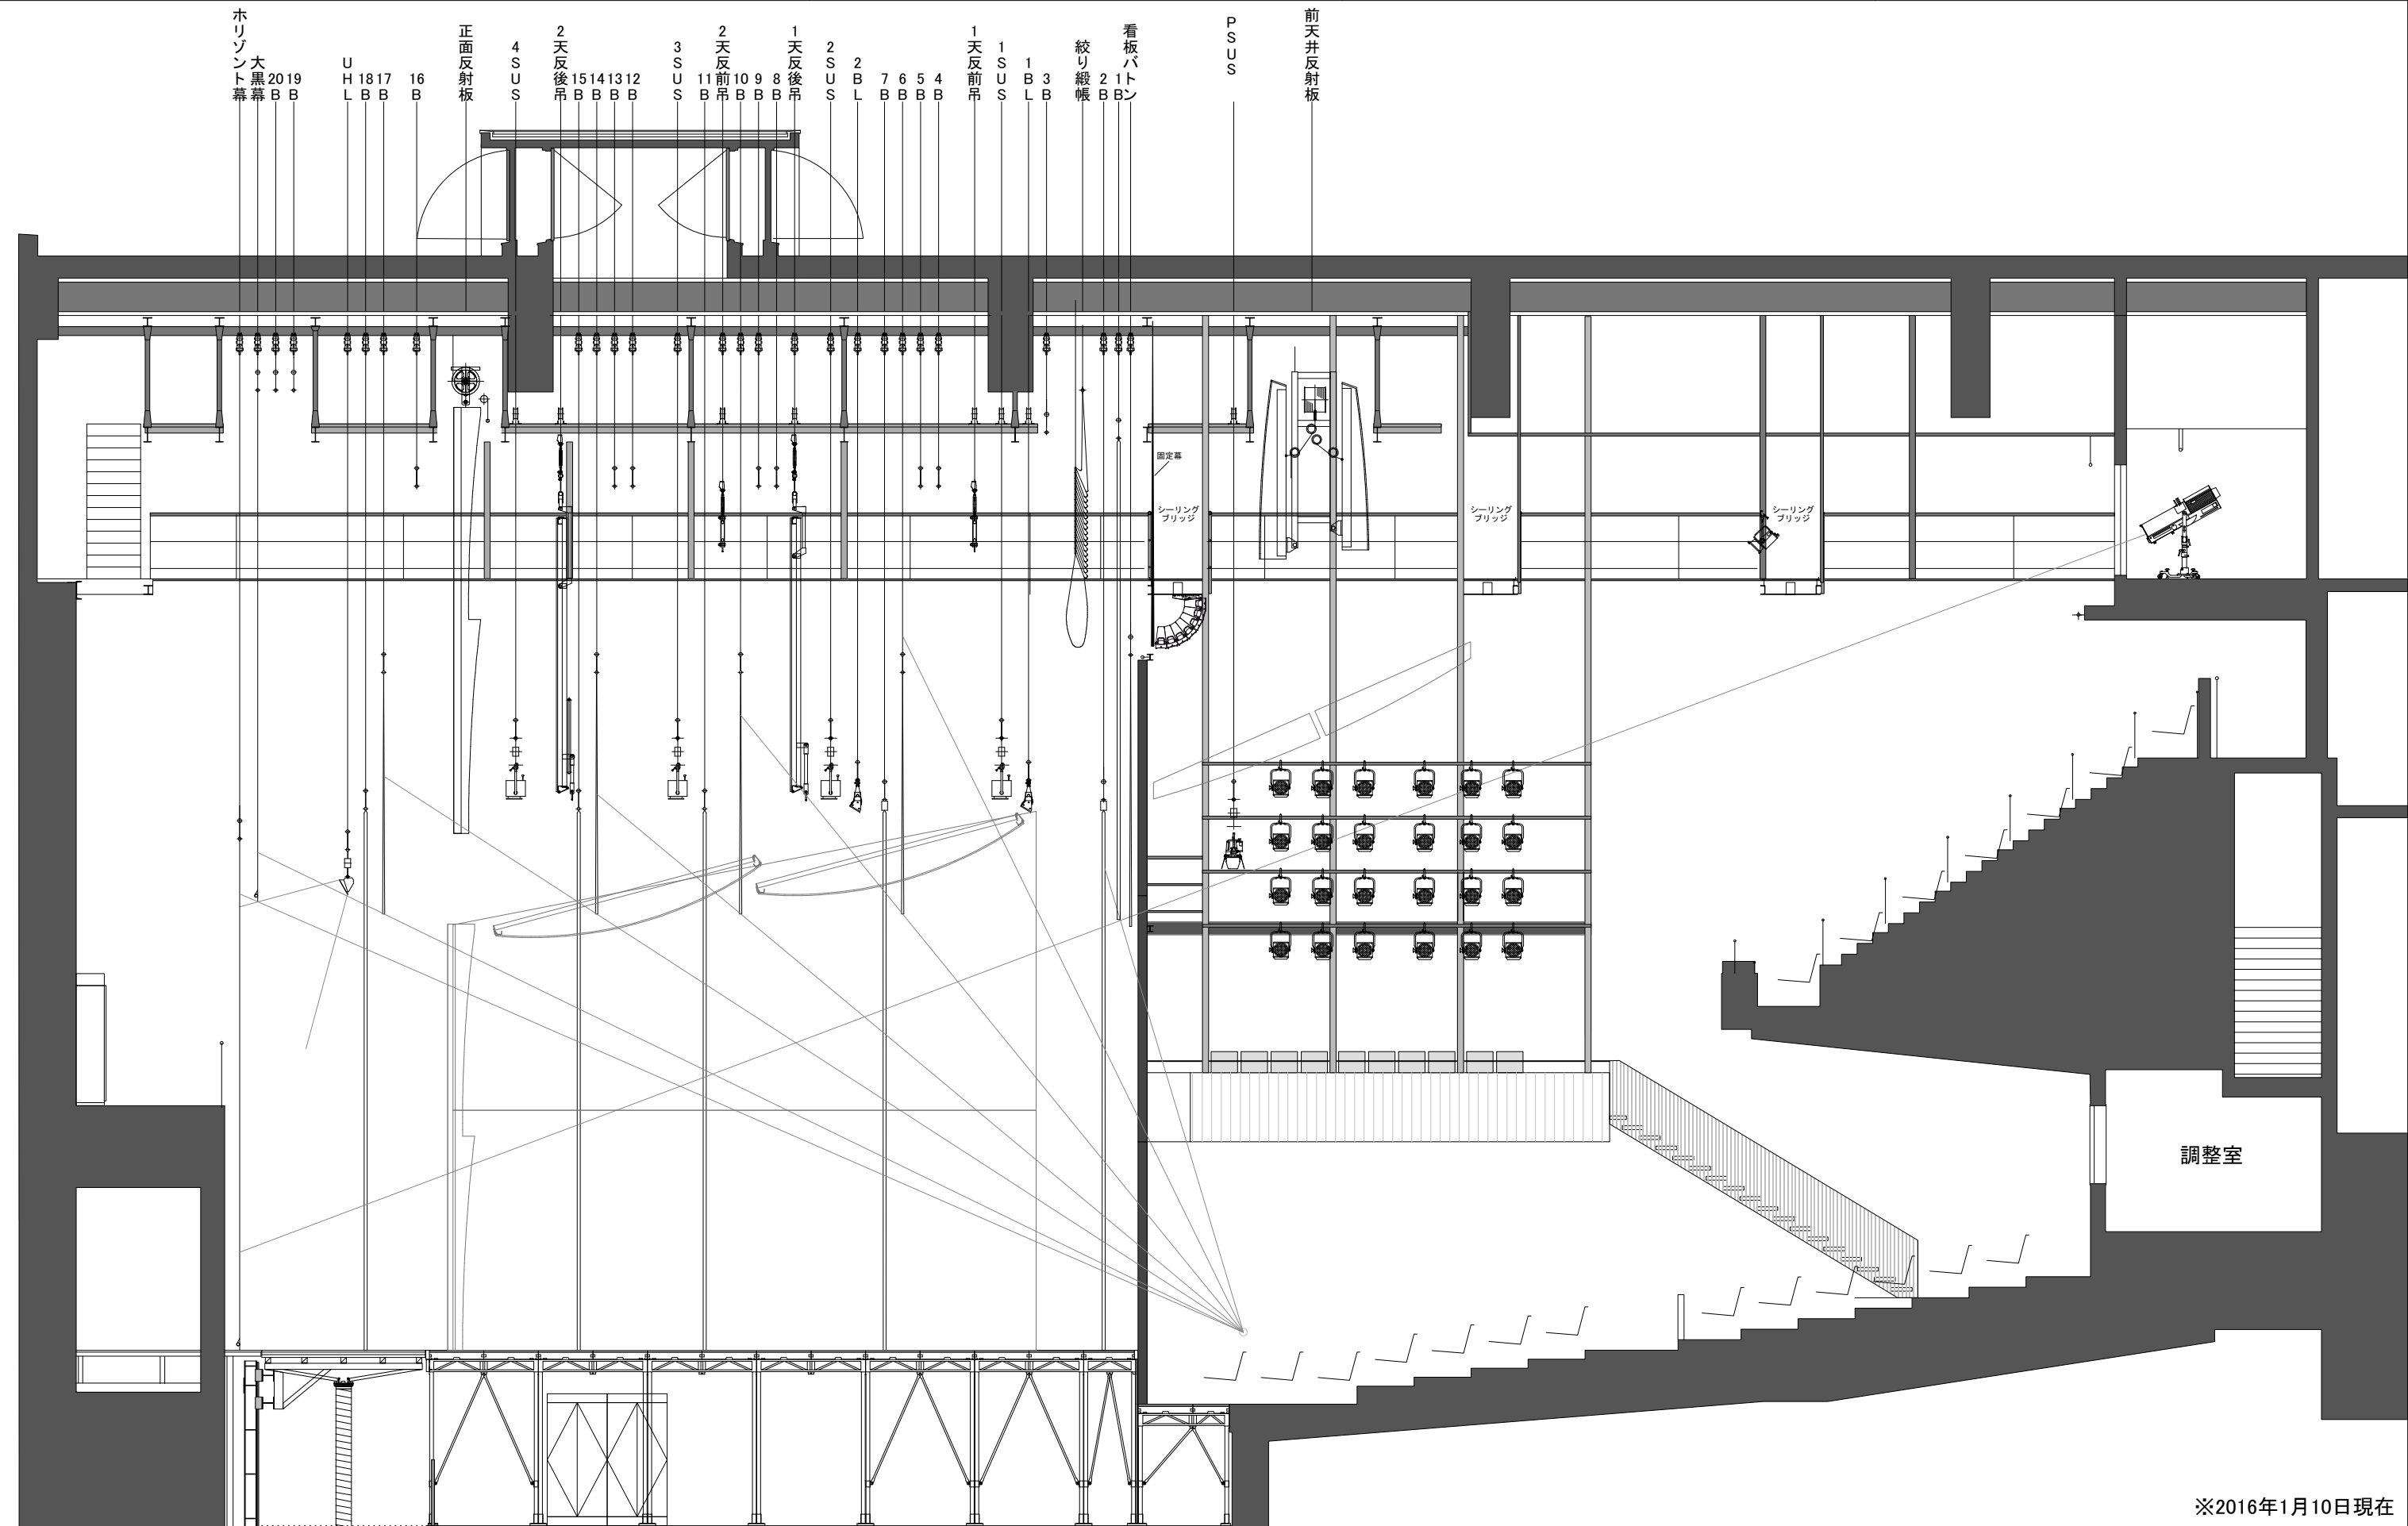 ホリゾント幕
大黒幕
20B
19B
UHL
18B
17B
16B
正面反射板
4SUS
2天反後吊
15B
14B
13B
12B
3SUS
11B
2天反前吊
10B
9B
8B
1天反後吊
2SUS
2BL
7B
6B
5B
4B
1天反前吊
1SUS
1BL
3B
絞り緞帳
2B
1B
看板バトン
PSUS
前天井反射板
固定幕
シーリング
ブリッジ
シーリング
ブリッジ
シーリング
ブリッジ
調整室
※2016年1月10日現在